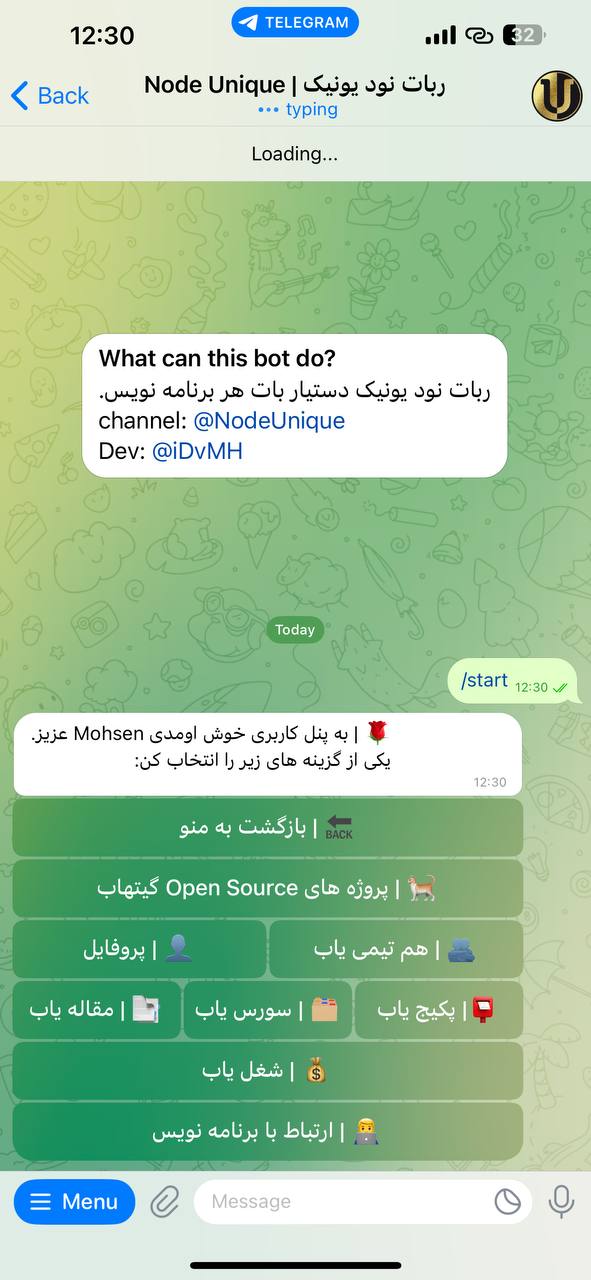 12:30
TELEGRAM
32
Back
Node Unique | ربات نود یونیک
typing
Loading...
What can this bot do?
ربات نود یونیک دستیار بات هر برنامه نویس.
channel: @NodeUnique
Dev: @iDvMH
Today
/start 12:30
🌹 | به پنل کاربری خوش اومدی Mohsen عزیز.
یکی از گزینه های زیر را انتخاب کن:
12:30
🔙 | بازگشت به منو
🐈 | پروژه های Open Source گیتهاب
👤 | پروفایل
👥 | هم تیمی یاب
📑 | مقاله یاب
🗂 | سورس یاب
📮 | پکیج یاب
💰 | شغل یاب
👨‍💻 | ارتباط با برنامه نویس
Menu
Message